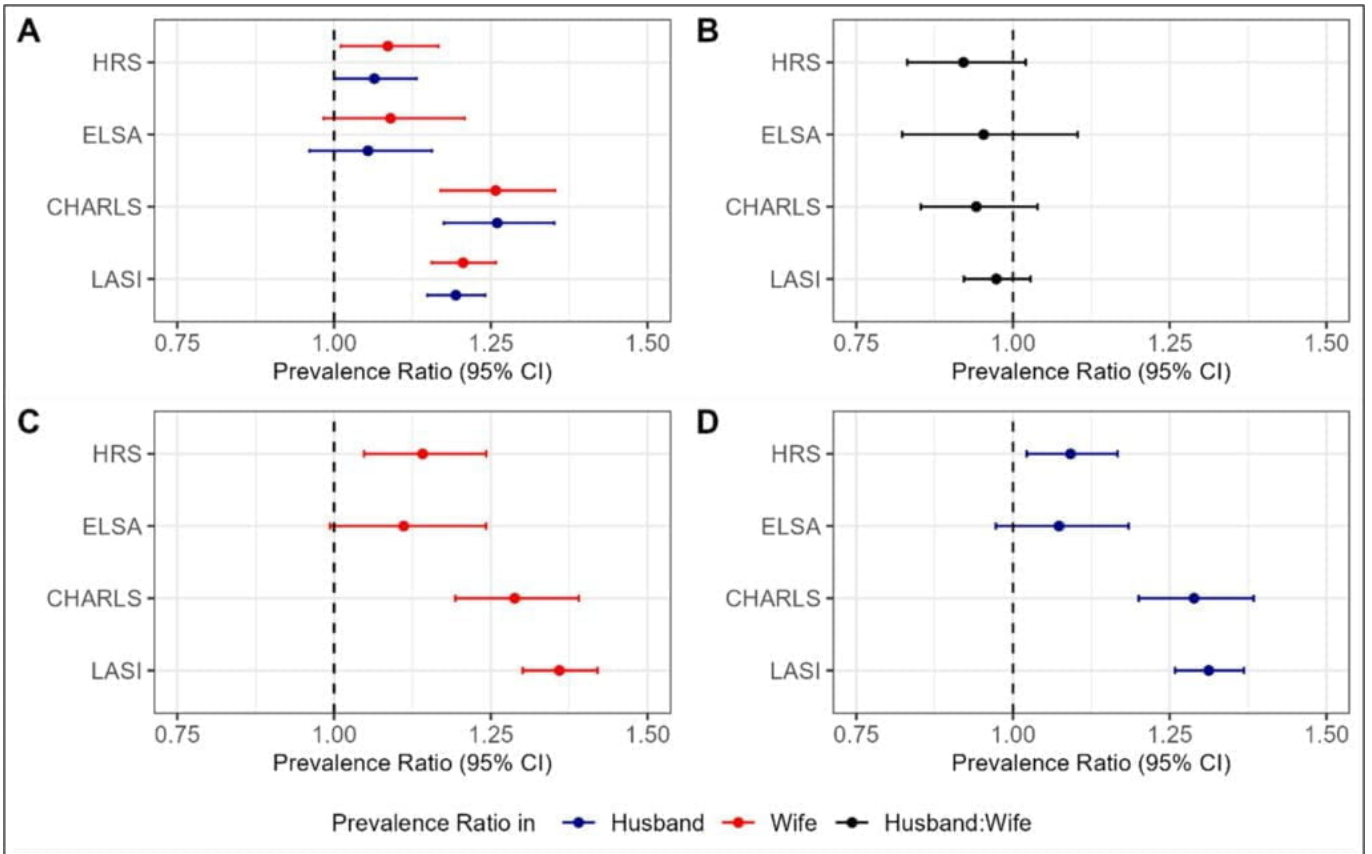 A
HRS
ELSA
CHARLS
LASI
0.75 1.00 1.25 1.50
Prevalence Ratio (95% CI)
B
HRS
ELSA
CHARLS
LASI
0.75 1.00 1.25 1.50
Prevalence Ratio (95% CI)
C
HRS
ELSA
CHARLS
LASI
0.75 1.00 1.25 1.50
Prevalence Ratio (95% CI)
D
HRS
ELSA
CHARLS
LASI
0.75 1.00 1.25 1.50
Prevalence Ratio (95% CI)
Prevalence Ratio in Husband Wife Husband:Wife